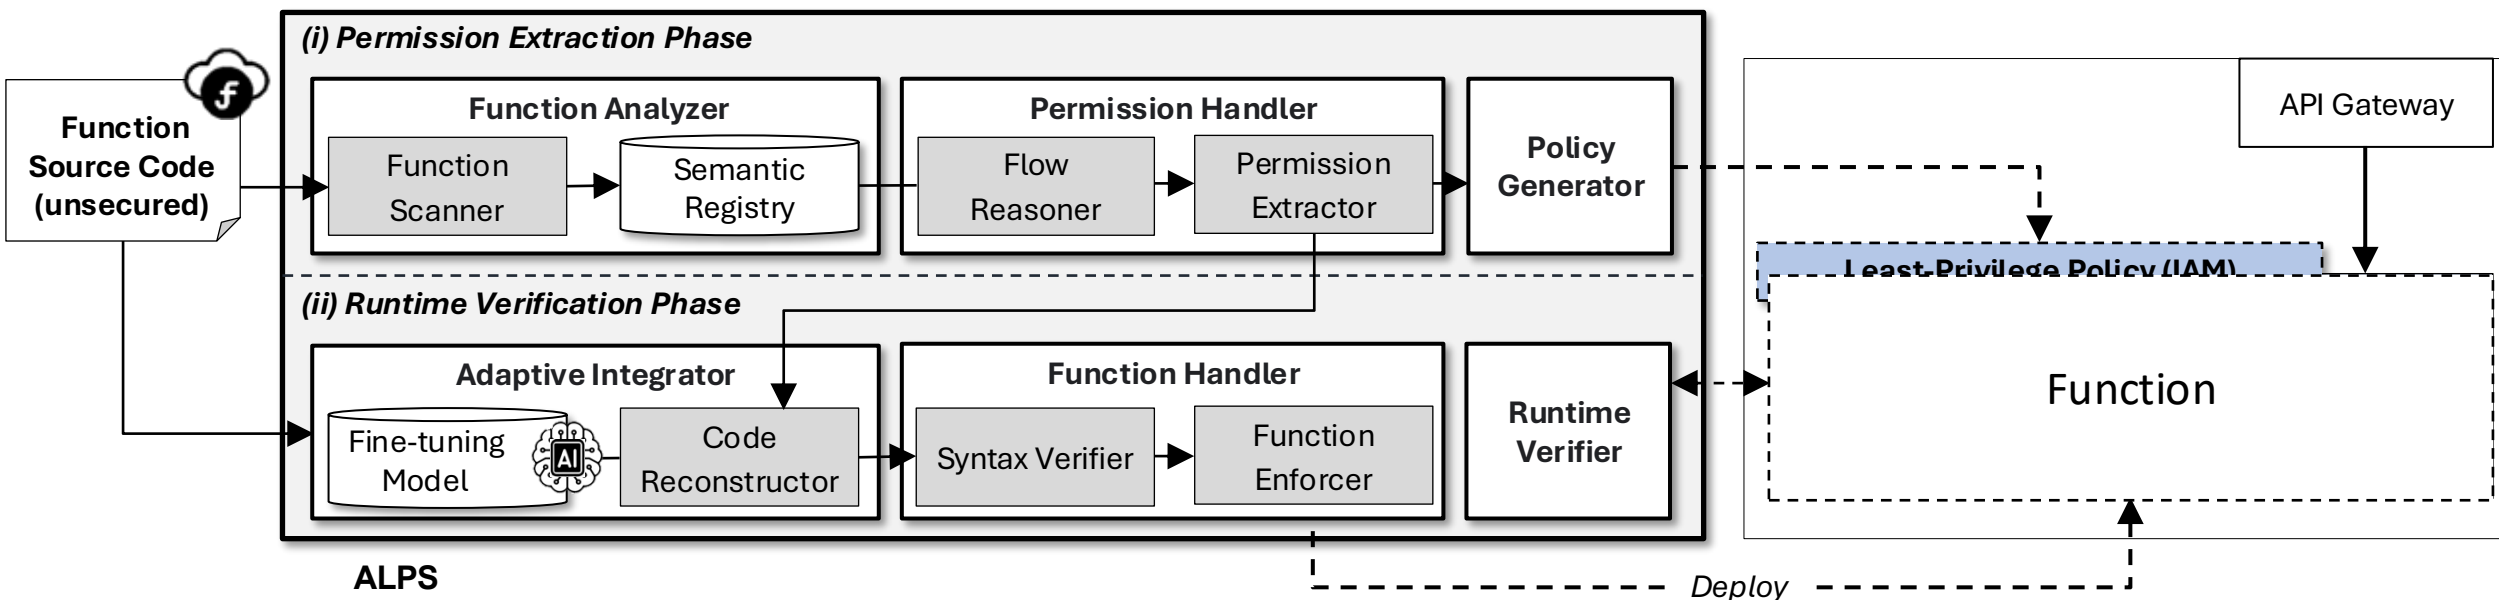 (i) Permission Extraction Phase
Function
Source Code
(unsecured)
Function Analyzer
Function
Scanner
Semantic
Registry
Permission Handler
Flow
Reasoner
Permission
Extractor
Policy
Generator
API Gateway
Least-Privilege Policy (IAM)
(ii) Runtime Verification Phase
Adaptive Integrator
Fine-tuning
Model
AI
Code
Reconstructor
Function Handler
Syntax Verifier
Function
Enforcer
Runtime
Verifier
Function
ALPS
Deploy